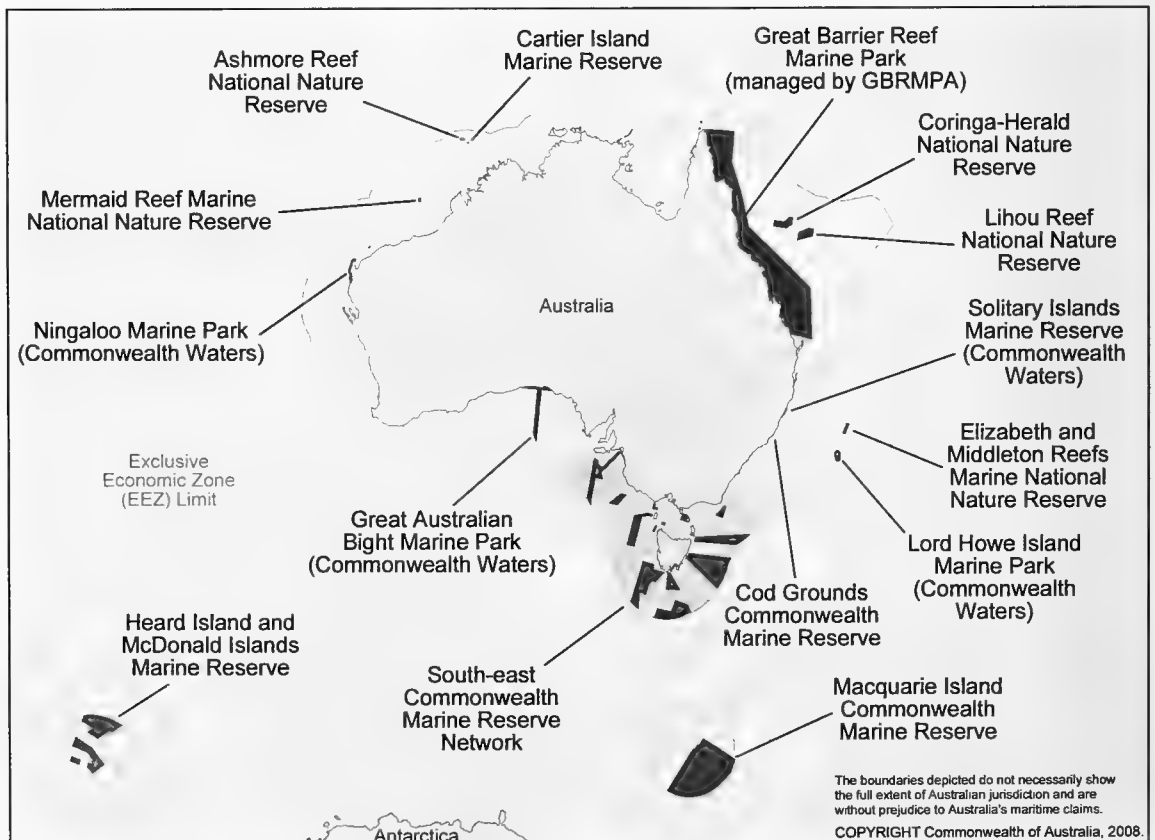 Ashmore Reef
National Nature
Reserve
Cartier Island
Marine Reserve
Great Barrier Reef
Marine Park
(managed by GBRMPA)
Coringa-Herald
National Nature
Reserve
Mermaid Reef Marine
National Nature Reserve
Lihou Reef
National Nature
Reserve
Australia
Ningaloo Marine Park
(Commonwealth Waters)
Solitary Islands
Marine Reserve
(Commonwealth
Waters)
Exclusive
Economic Zone
(EEZ) Limit
Elizabeth and
Middleton Reefs
Marine National
Nature Reserve
Great Australian
Bight Marine Park
(Commonwealth Waters)
Lord Howe Island
Marine Park
(Commonwealth
Waters)
Cod Grounds
Commonwealth
Marine Reserve
Heard Island and
McDonald Islands
Marine Reserve
South-east
Commonwealth
Marine Reserve
Network
Macquarie Island
Commonwealth
Marine Reserve
The boundaries depicted do not necessarily show
the full extent of Australian jurisdiction and are
without prejudice to Australia's maritime claims.
COPYRIGHT Commonwealth of Australia, 2008.
Antarctica